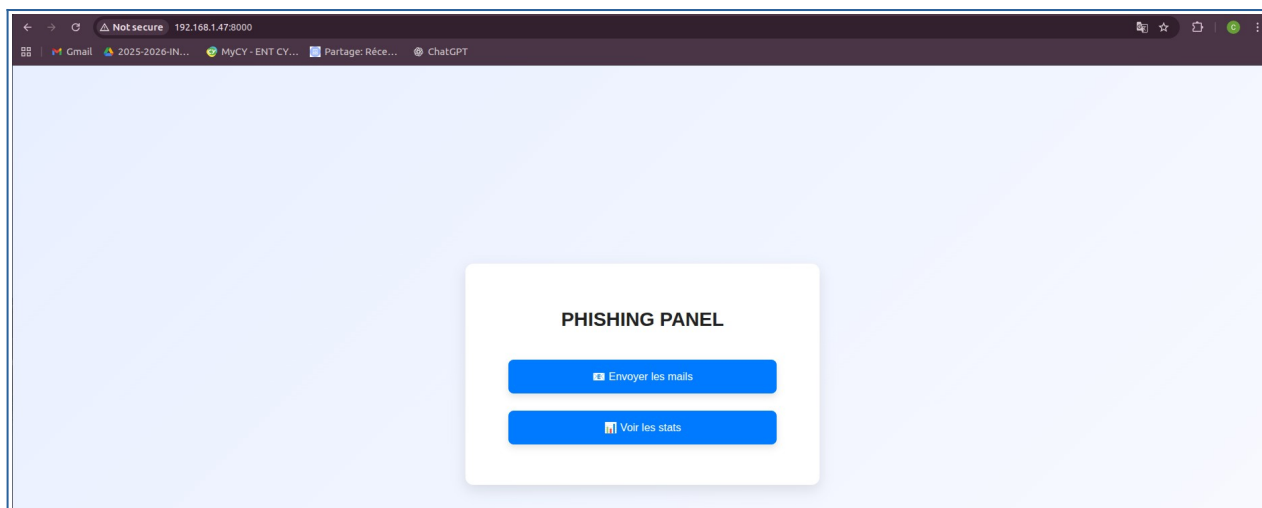 Not secure 192.168.1.47:8000
Gmail 2025-2026-IN... MyCY - ENT CY... Partage: Réce... ChatGPT
PHISHING PANEL
Envoyer les mails
Voir les stats